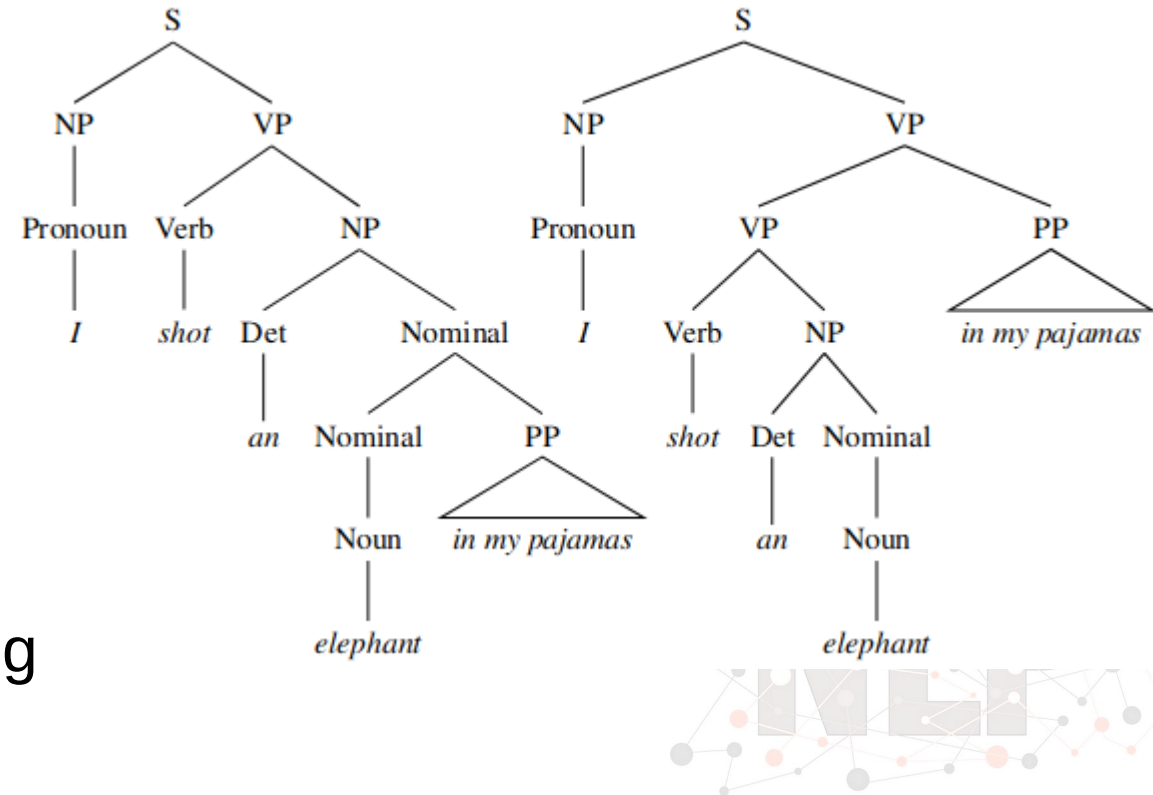 S S
NP VP NP VP
Pronoun Verb NP Pronoun VP PP
I shot Det Nominal I Verb NP in my pajamas
an Nominal PP shot Det Nominal
Noun in my pajamas an Noun
elephant elephant
g